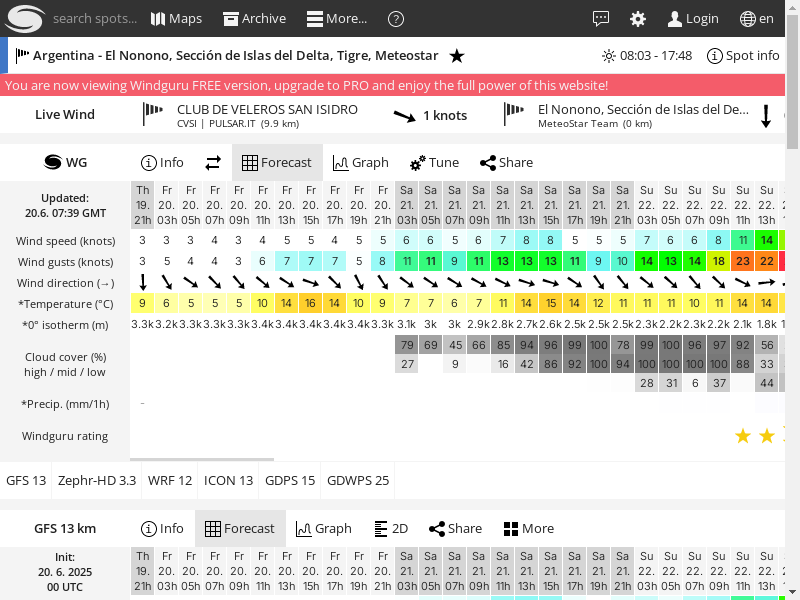 search spots... Maps Archive More... ? Login en
Argentina - El Nonono, Sección de Islas del Delta, Tigre, Meteostar ★ 08:03 - 17:48 Spot info
You are now viewing Windguru FREE version, upgrade to PRO and enjoy the full power of this website!
Live Wind CLUB DE VELEROS SAN ISIDRO 1 knots El Nonono, Sección de Islas del De...
CVSI | PULSAR.IT (9.9 km) MeteoStar Team (0 km)
WG Info Forecast Graph Tune Share
Updated:
20.6. 07:39 GMT
Th Fr Fr Fr Fr Fr Fr Fr Fr Fr Fr Sa Sa Sa Sa Sa Sa Sa Sa Sa Sa Su Su Su Su Su Su
19. 20. 20. 20. 20. 20. 20. 20. 20. 20. 20. 21. 21. 21. 21. 21. 21. 21. 21. 21. 21. 22. 22. 22. 22. 22. 22.
21h 03h 05h 07h 09h 11h 13h 15h 17h 19h 21h 03h 05h 07h 09h 11h 13h 15h 17h 19h 21h 03h 05h 07h 09h 11h 13h
Wind speed (knots) 3 3 3 4 3 4 5 5 4 5 5 6 6 5 6 7 8 8 5 5 5 7 6 6 8 11 14
Wind gusts (knots) 3 5 4 4 3 6 7 7 7 5 8 11 11 9 11 13 13 13 11 9 10 14 13 14 18 23 22
Wind direction (→)
*Temperature (°C) 9 6 5 5 5 10 14 16 14 10 9 7 7 6 7 11 14 15 14 12 11 11 11 10 11 14 14
*0° isotherm (m) 3.3k 3.2k 3.3k 3.3k 3.3k 3.4k 3.4k 3.4k 3.4k 3.4k 3.3k 3.1k 3k 3k 2.9k 2.8k 2.7k 2.6k 2.5k 2.5k 2.5k 2.3k 2.2k 2.3k 2.2k 2.1k 1.8k
Cloud cover (%)
high / mid / low
79 69 45 66 85 94 96 99 100 78 99 100 96 97 92 56
27 9 16 42 86 92 100 94 100 100 100 100 88 33
28 31 6 37 44
*Precip. (mm/1h) -
Windguru rating ★ ★
GFS 13 Zephr-HD 3.3 WRF 12 ICON 13 GDPS 15 GDWPS 25
GFS 13 km Info Forecast Graph 2D Share More
Init:
20. 6. 2025
00 UTC
Th Fr Fr Fr Fr Fr Fr Fr Fr Fr Fr Sa Sa Sa Sa Sa Sa Sa Sa Sa Sa Su Su Su Su Su Su
19. 20. 20. 20. 20. 20. 20. 20. 20. 20. 20. 21. 21. 21. 21. 21. 21. 21. 21. 21. 21. 22. 22. 22. 22. 22. 22.
21h 03h 05h 07h 09h 11h 13h 15h 17h 19h 21h 03h 05h 07h 09h 11h 13h 15h 17h 19h 21h 03h 05h 07h 09h 11h 13h